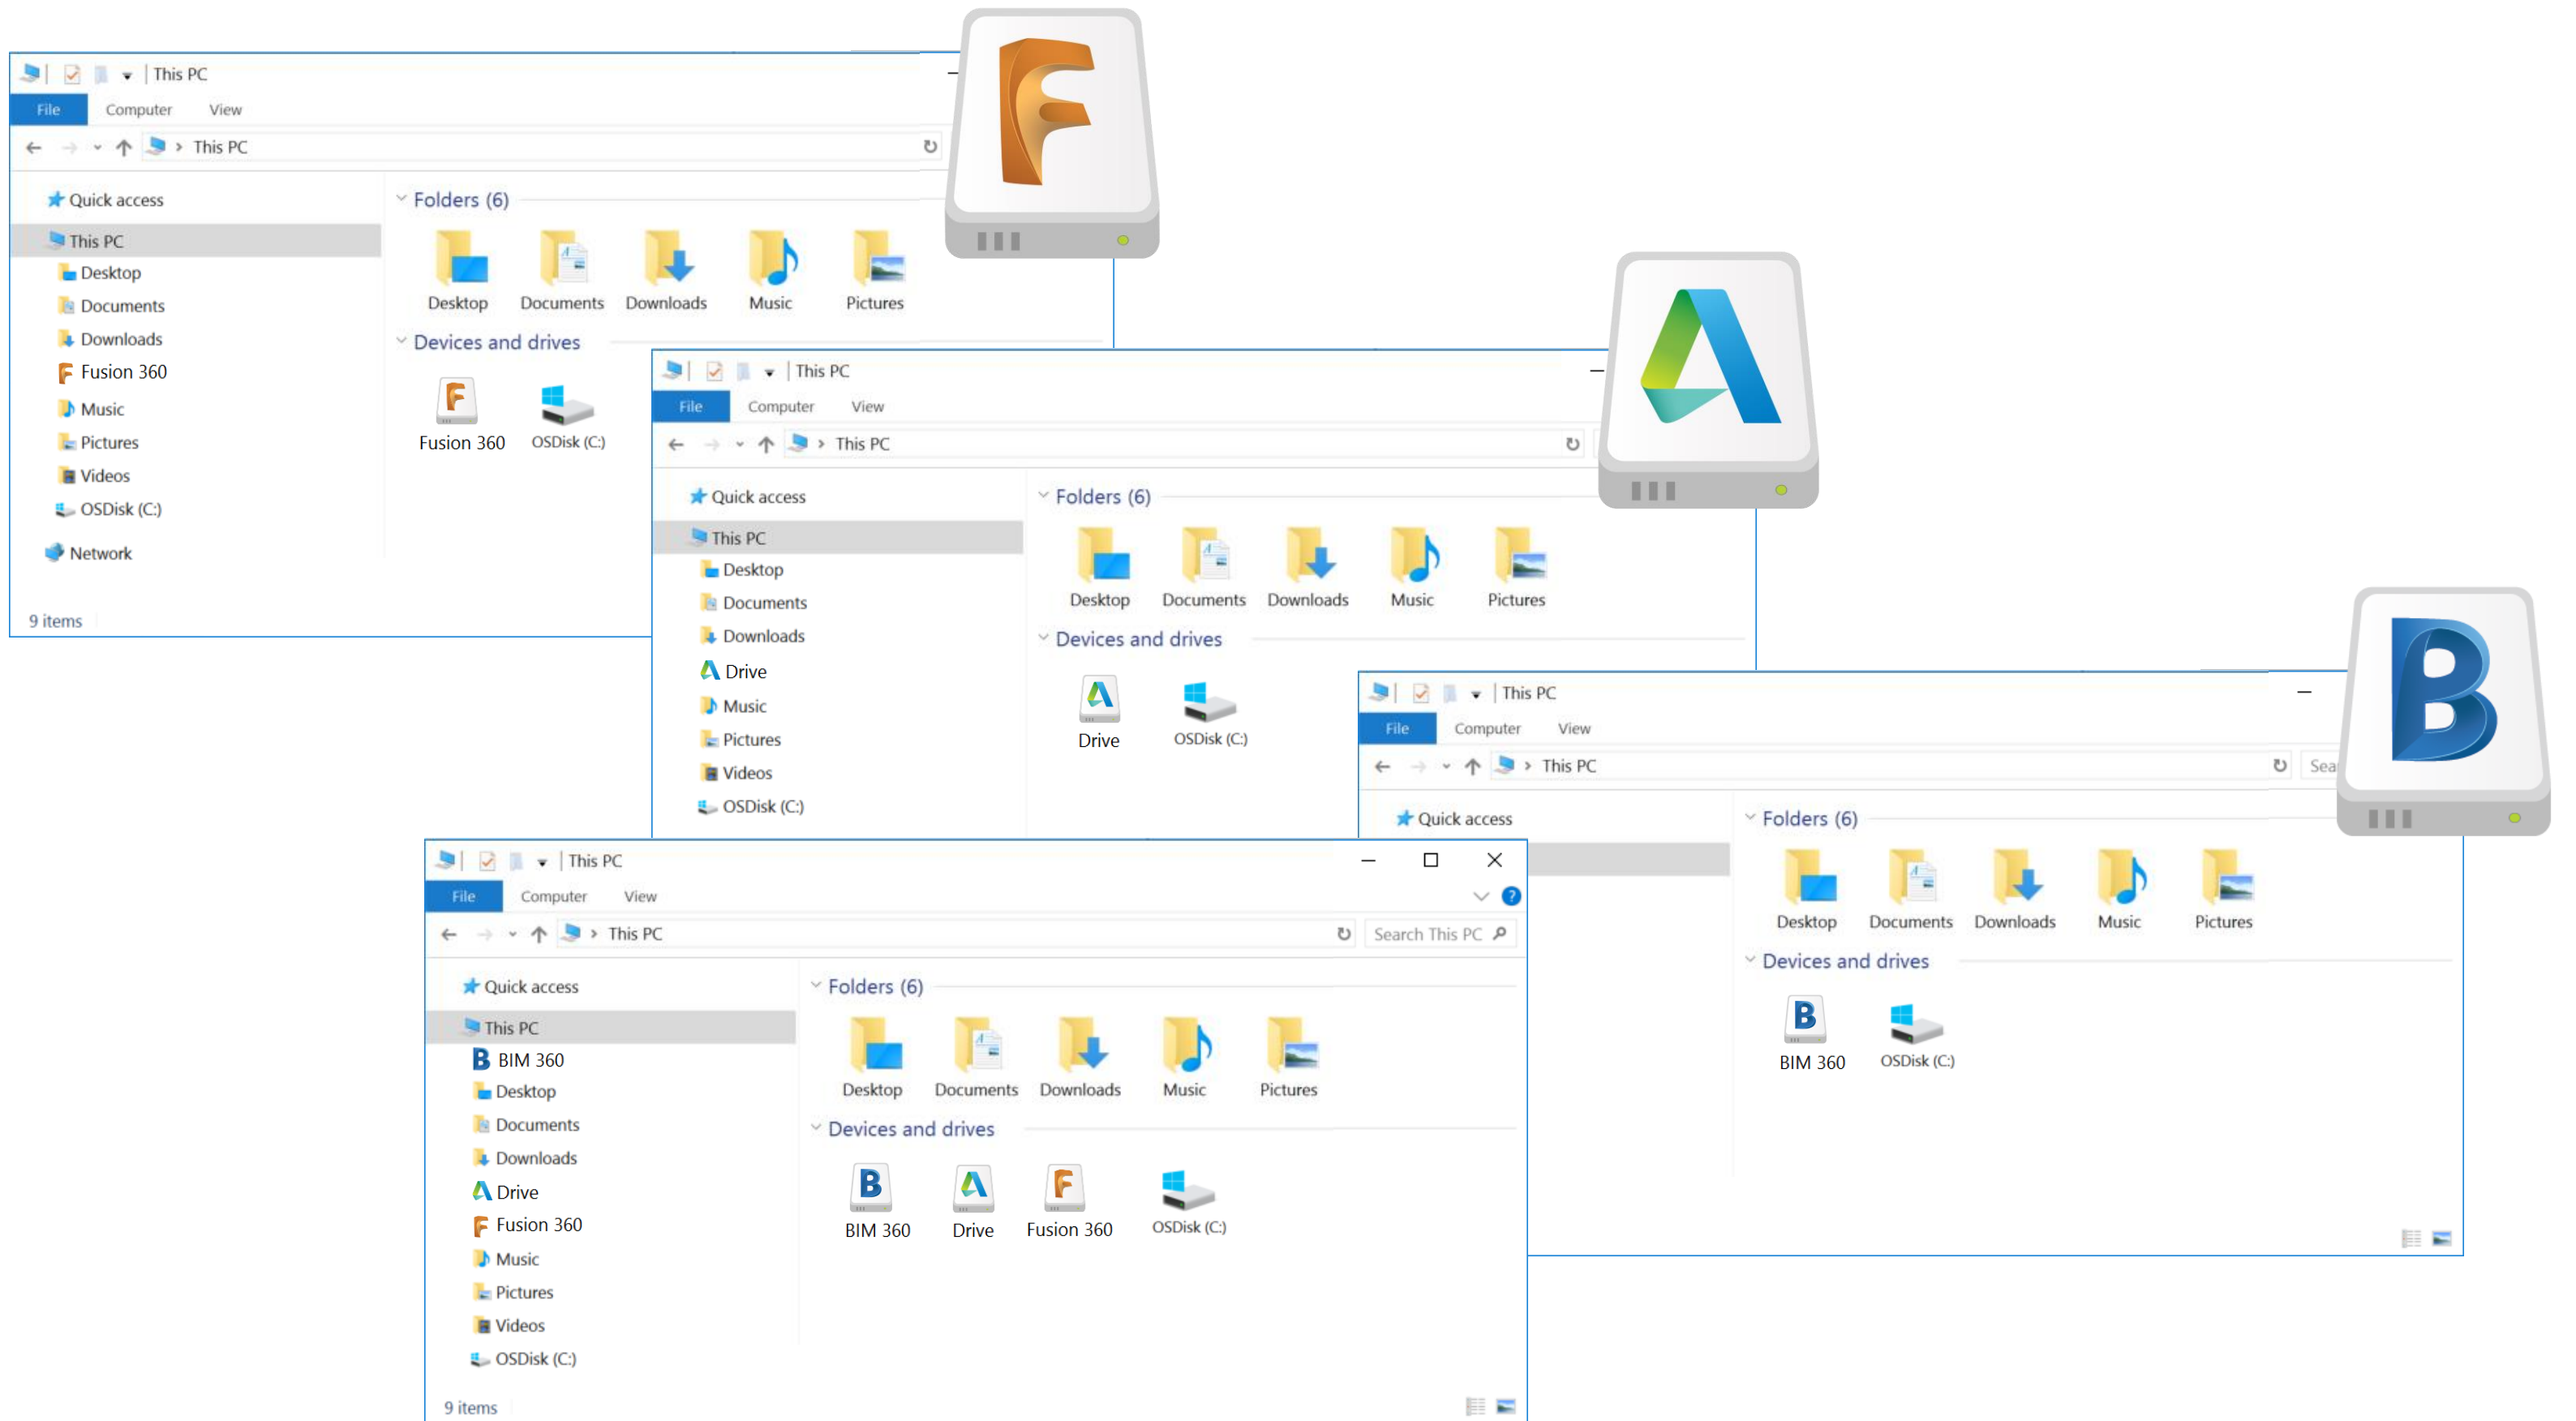 This PC
File Computer View
This PC
Quick access
This PC
Desktop
Documents
Downloads
Fusion 360
Music
Pictures
Videos
OSDisk (C:)
Network
9 items
Folders (6)
Desktop Documents Downloads Music Pictures
Devices and drives
Fusion 360 OSDisk (C:)
F
This PC
File Computer View
This PC
Quick access
This PC
Desktop
Documents
Downloads
Drive
Music
Pictures
Videos
OSDisk (C:)
Folders (6)
Desktop Documents Downloads Music Pictures
Devices and drives
Drive OSDisk (C:)
A
This PC
File Computer View
This PC Sea
Quick access
Folders (6)
Desktop Documents Downloads Music Pictures
Devices and drives
BIM 360 OSDisk (C:)
B
This PC
File Computer View
This PC Search This PC
Quick access
This PC
BIM 360
Desktop
Documents
Downloads
Drive
Fusion 360
Music
Pictures
Videos
OSDisk (C:)
9 items
Folders (6)
Desktop Documents Downloads Music Pictures
Devices and drives
BIM 360 Drive Fusion 360 OSDisk (C:)